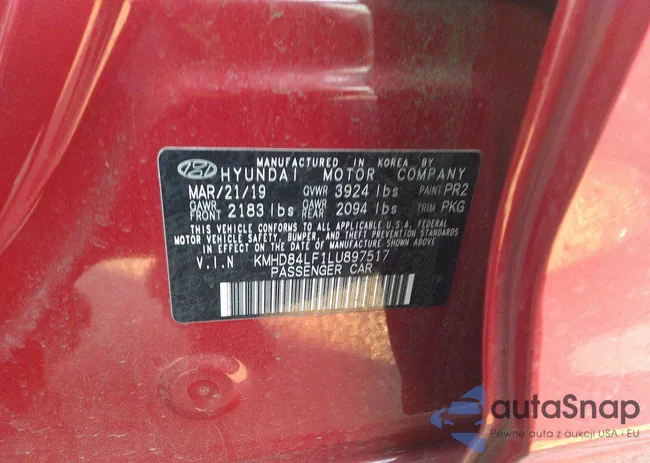 MANUFACTURED IN KOREA BY
HYUNDAI MOTOR COMPANY
MAR/21/19 GVWR 3924 lbs PAINT PR2
GAWR FRONT 2183 lbs GAWR REAR 2094 lbs TRIM PKG
THIS VEHICLE CONFORMS TO ALL APPLICABLE U.S.A. FEDERAL
MOTOR VEHICLE SAFETY, BUMPER, AND THEFT PREVENTION
STANDARDS IN EFFECT ON THE DATE OF MANUFACTURE SHOWN ABOVE.
V.I.N KMHD84LF1LU897517
PASSENGER CAR
autaSnap
Pewne auta z aukcji USA i EU